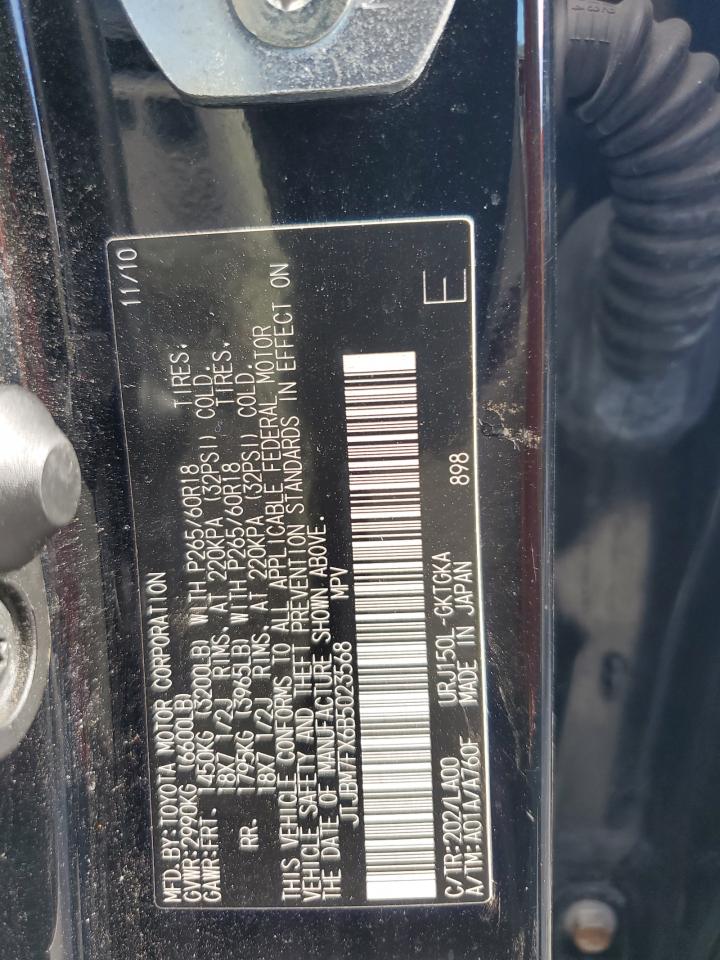 MFD. BY: TOYOTA MOTOR CORPORATION 11/10
GVWR: 2990KG (6600LB)
GAWR: FRT. 1450KG (3200LB) WITH P265/60R18 TIRES,
18X7 1/2J RIMS, AT 220KPA (32PSI) COLD.
RR. 1795KG (3965LB) WITH P265/60R18 TIRES,
18X7 1/2J RIMS, AT 220KPA (32PSI) COLD.
THIS VEHICLE CONFORMS TO ALL APPLICABLE FEDERAL MOTOR
VEHICLE SAFETY AND THEFT PREVENTION STANDARDS IN EFFECT ON
THE DATE OF MANUFACTURE SHOWN ABOVE.
JTJBM7FX6B5023568 MPV
C/TR: 202/LA00 URJ150L-GKTGKA 898
A/TM: A01A/A760F MADE IN JAPAN E